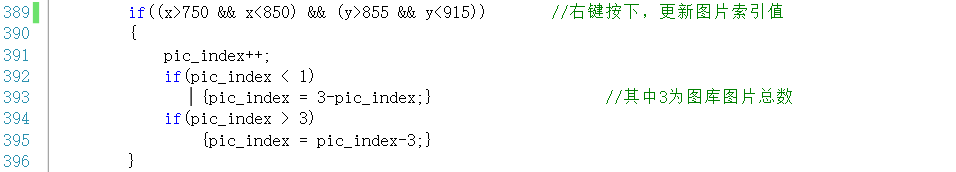 389 if((x>750 && x<850) && (y>855 && y<915)) //右键按下，更新图片索引值
390 {
391 pic_index++;
392 if(pic_index < 1)
393 {pic_index = 3-pic_index;} //其中3为图库图片总数
394 if(pic_index > 3)
395 {pic_index = pic_index-3;}
396 }